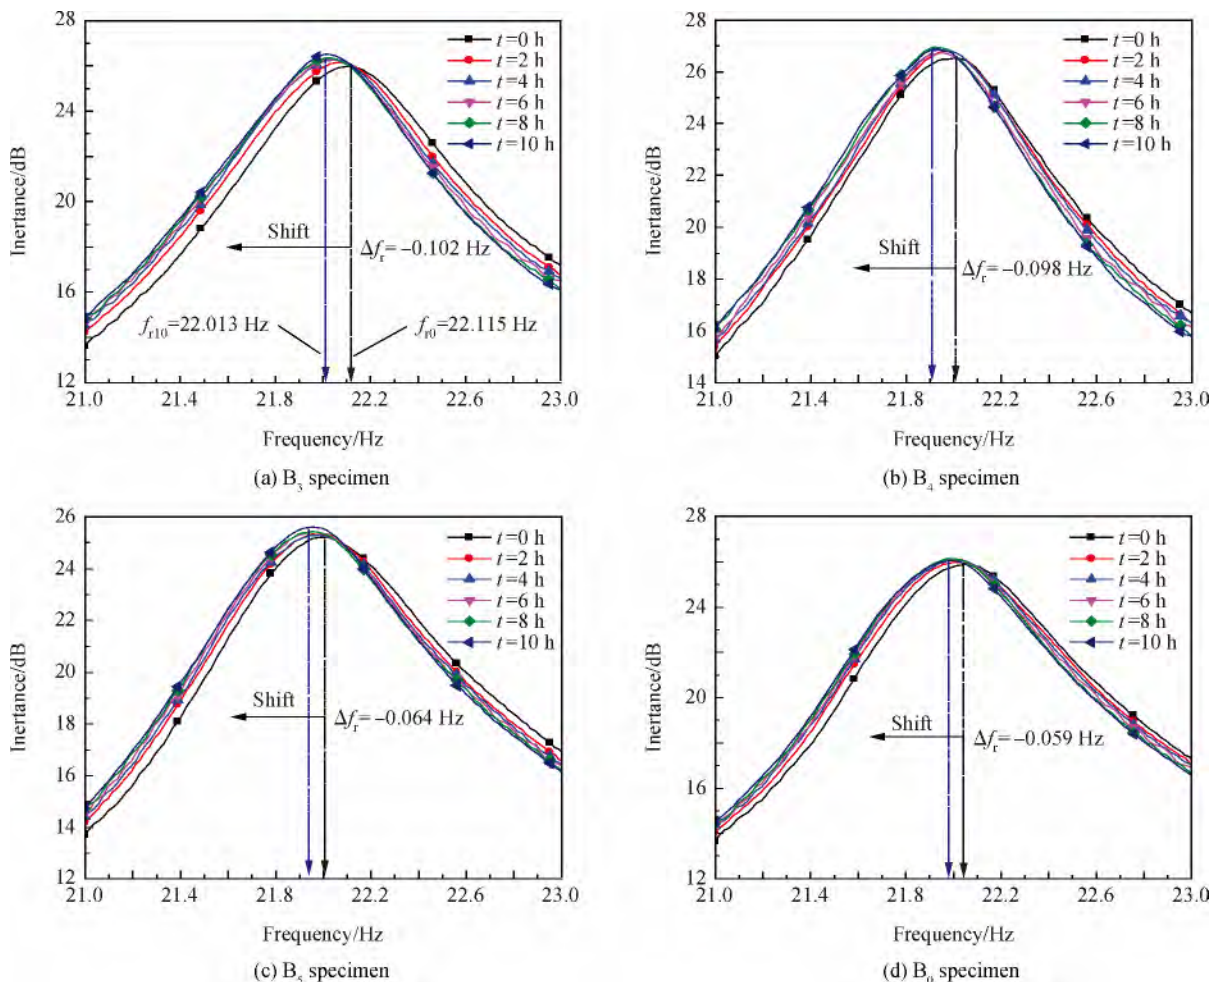 28
26
24
20
16
12
Inertance/dB
t=0 h
t=2 h
t=4 h
t=6 h
t=8 h
t=10 h
Shift
Δfr=−0.102 Hz
fr10=22.013 Hz
fr0=22.115 Hz
21.0 21.4 21.8 22.2 22.6 23.0
Frequency/Hz
(a) B3 specimen
28
26
24
22
20
18
16
14
Inertance/dB
t=0 h
t=2 h
t=4 h
t=6 h
t=8 h
t=10 h
Shift
Δfr=−0.098 Hz
21.0 21.4 21.8 22.2 22.6 23.0
Frequency/Hz
(b) B4 specimen
26
24
22
20
18
16
14
12
Inertance/dB
t=0 h
t=2 h
t=4 h
t=6 h
t=8 h
t=10 h
Shift
Δfr=−0.064 Hz
21.0 21.4 21.8 22.2 22.6 23.0
Frequency/Hz
(c) B5 specimen
28
24
20
16
12
Inertance/dB
t=0 h
t=2 h
t=4 h
t=6 h
t=8 h
t=10 h
Shift
Δfr=−0.059 Hz
21.0 21.4 21.8 22.2 22.6 23.0
Frequency/Hz
(d) B9 specimen